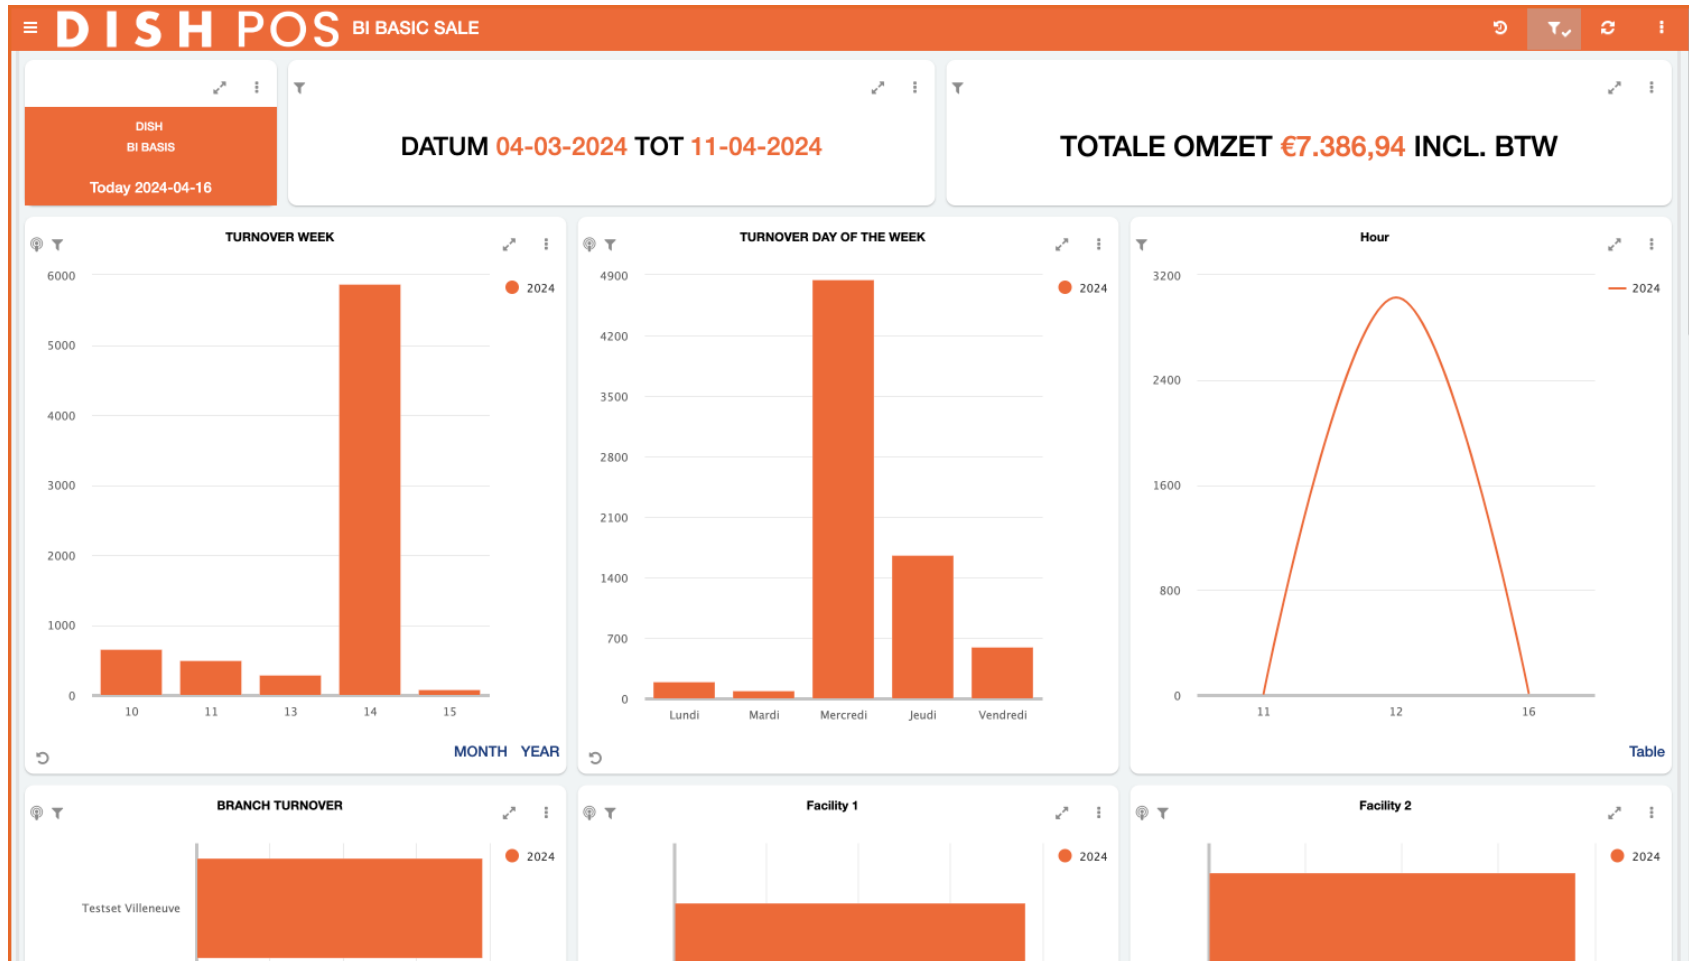 DISH POS BI BASIC SALE
DISH
BI BASIS
Today 2024-04-16
DATUM 04-03-2024 TOT 11-04-2024
TOTALE OMZET €7.386,94 INCL. BTW
TURNOVER WEEK
2024
6000
5000
4000
3000
2000
1000
0
10 11 13 14 15
MONTH YEAR
TURNOVER DAY OF THE WEEK
2024
4900
4200
3500
2800
2100
1400
700
0
Lundi Mardi Mercredi Jeudi Vendredi
Hour
2024
3200
2400
1600
800
0
11 12 16
Table
BRANCH TURNOVER
2024
Testset Villeneuve
Facility 1
2024
Facility 2
2024